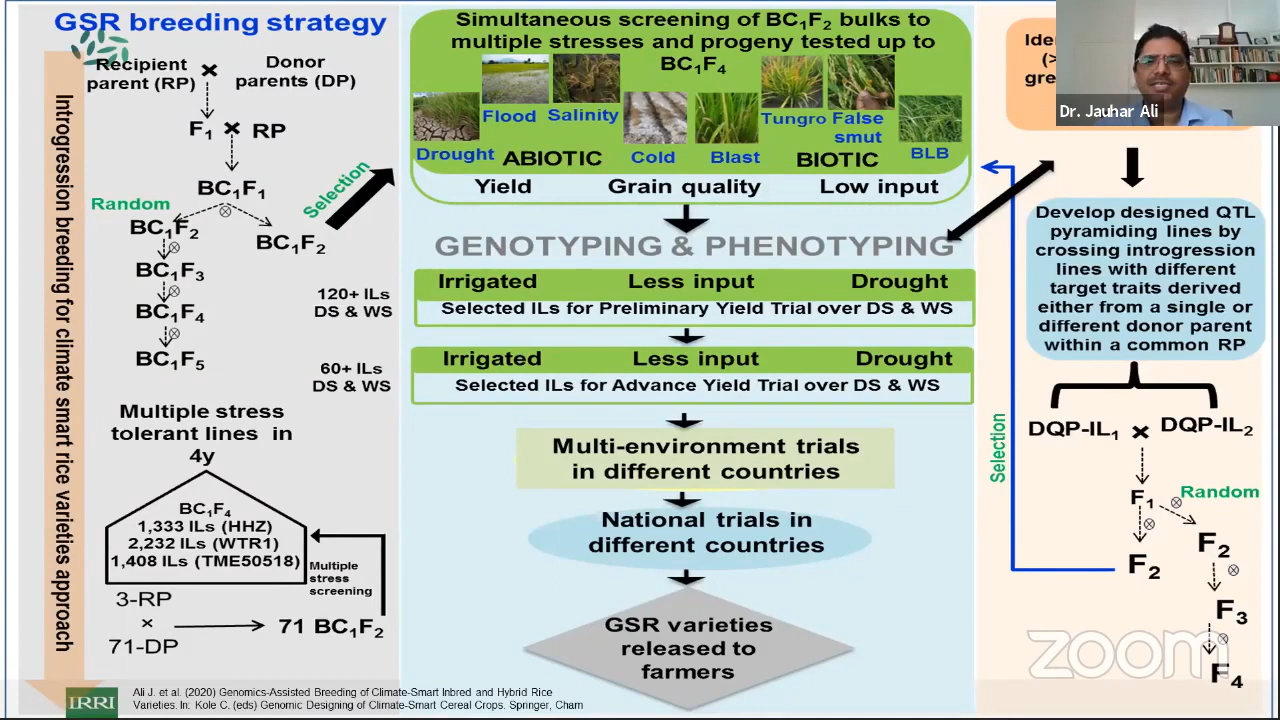 GSR breeding strategy
Introgression breeding for climate smart rice varieties approach
Recipient
parent (RP)
×
Donor
parents (DP)
F1 × RP
BC1F1
Random
BC1F2
BC1F2
Selection
BC1F3
BC1F4
BC1F5
120+ ILs
DS & WS
60+ ILs
DS & WS
Multiple stress
tolerant lines in
4y
BC1F4
1,333 ILs (HHZ)
2,232 ILs (WTR1)
1,408 ILs (TME50518)
Multiple
stress
screening
3-RP
×
71-DP
71 BC1F2
Simultaneous screening of BC1F2 bulks to
multiple stresses and progeny tested up to
BC1F4
Flood
Salinity
Tungro
False
smut
Drought
ABIOTIC
Cold
Blast
BIOTIC
BLB
Yield
Grain quality
Low input
GENOTYPING & PHENOTYPING
Irrigated
Less input
Drought
Selected ILs for Preliminary Yield Trial over DS & WS
Irrigated
Less input
Drought
Selected ILs for Advance Yield Trial over DS & WS
Multi-environment trials
in different countries
National trials in
different countries
GSR varieties
released to
farmers
Dr. Jauhar Ali
Develop designed QTL
pyramiding lines by
crossing introgression
lines with different
target traits derived
either from a single or
different donor parent
within a common RP
DQP-IL1 × DQP-IL2
Selection
F1
Random
F2
F2
F3
F4
zoom
IRRI
Ali J. et al. (2020) Genomics-Assisted Breeding of Climate-Smart Inbred and Hybrid Rice
Varieties. In: Kole C. (eds) Genomic Designing of Climate-Smart Cereal Crops. Springer, Cham